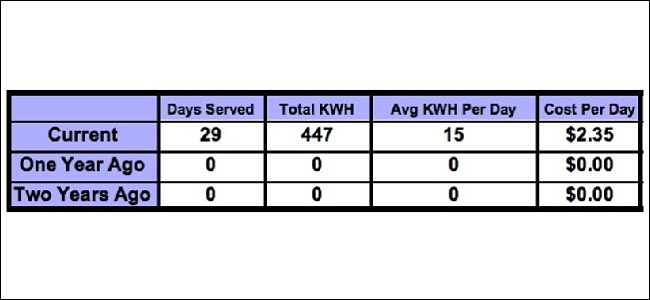 Days Served Total KWH Avg KWH Per Day Cost Per Day
Current 29 447 15 $2.35
One Year Ago 0 0 0 $0.00
Two Years Ago 0 0 0 $0.00